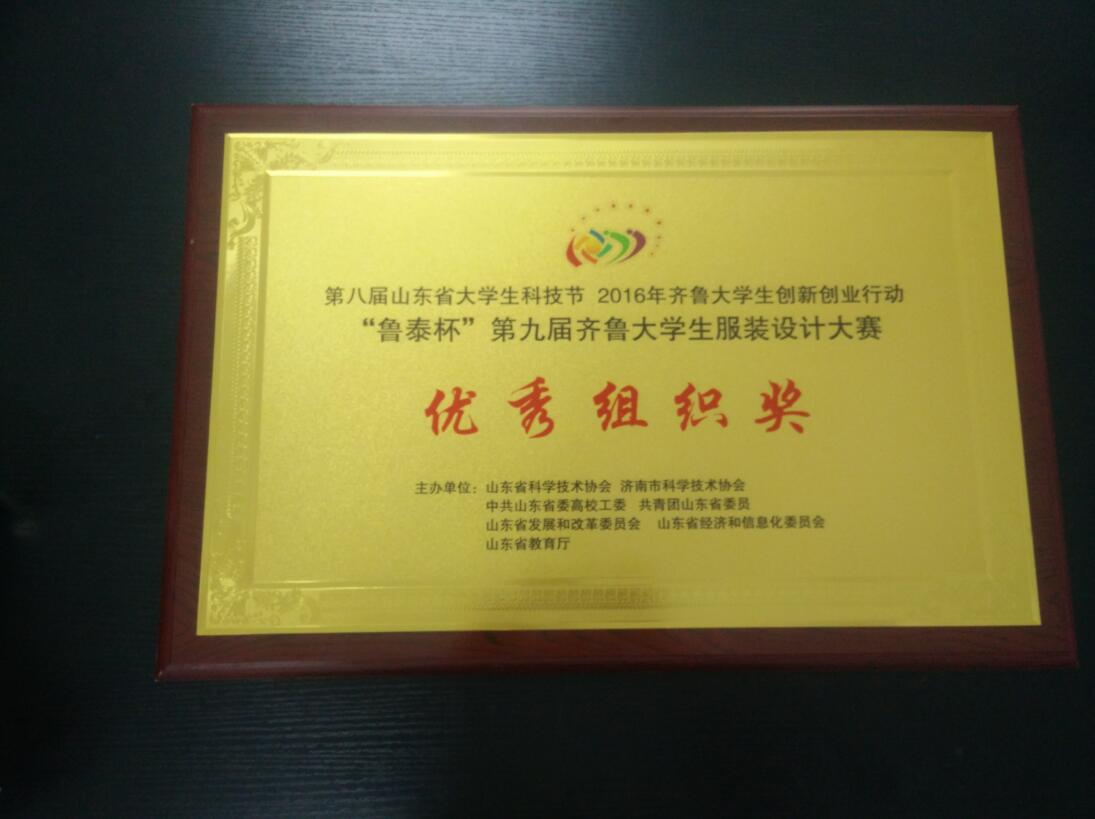 第八届山东省大学生科技节 2016年齐鲁大学生创新创业行动
“鲁泰杯”第九届齐鲁大学生服装设计大赛
优秀组织奖
主办单位：山东省科学技术协会 济南市科学技术协会
中共山东省委高校工委 共青团山东省委员
山东省发展和改革委员会 山东省经济和信息化委员会
山东省教育厅